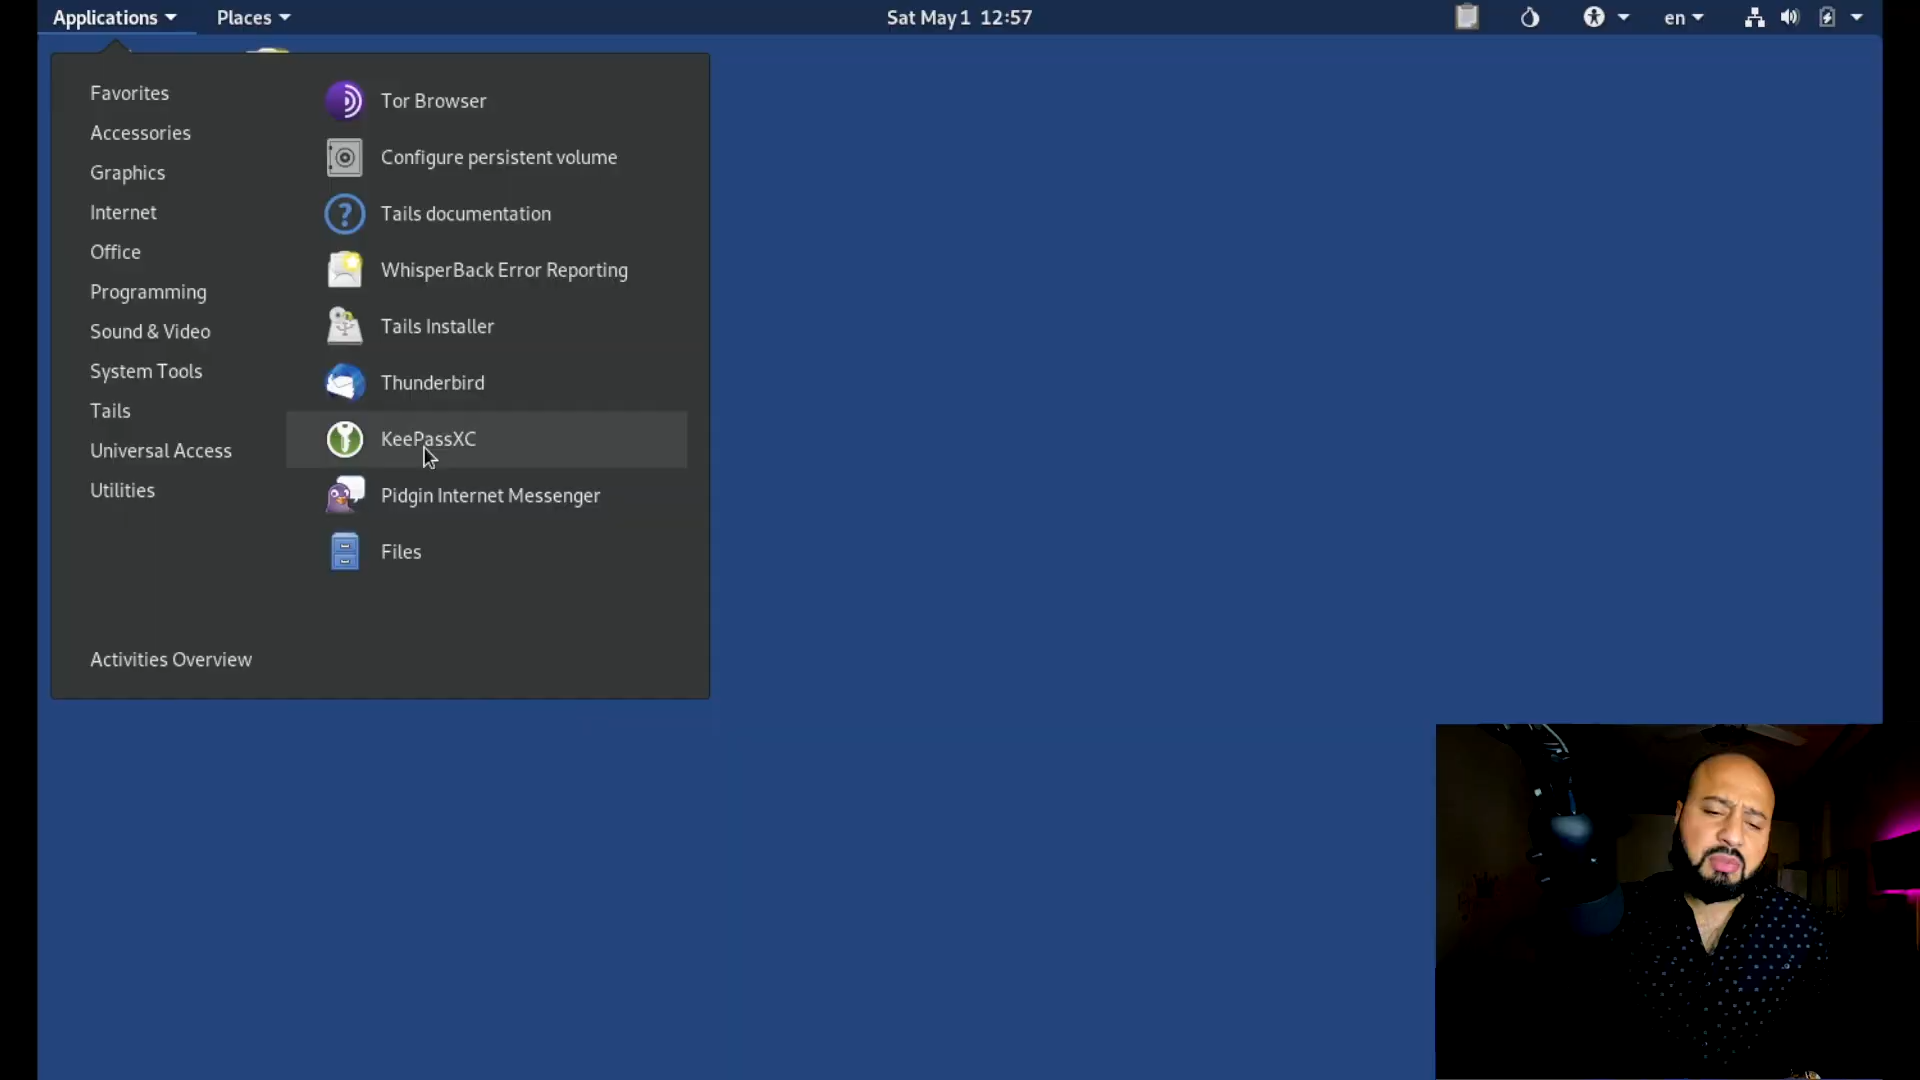 Applications Places Sat May 1 12:57 en
Favorites
Accessories
Graphics
Internet
Office
Programming
Sound & Video
System Tools
Tails
Universal Access
Utilities
Activities Overview
Tor Browser
Configure persistent volume
Tails documentation
WhisperBack Error Reporting
Tails Installer
Thunderbird
KeePassXC
Pidgin Internet Messenger
Files